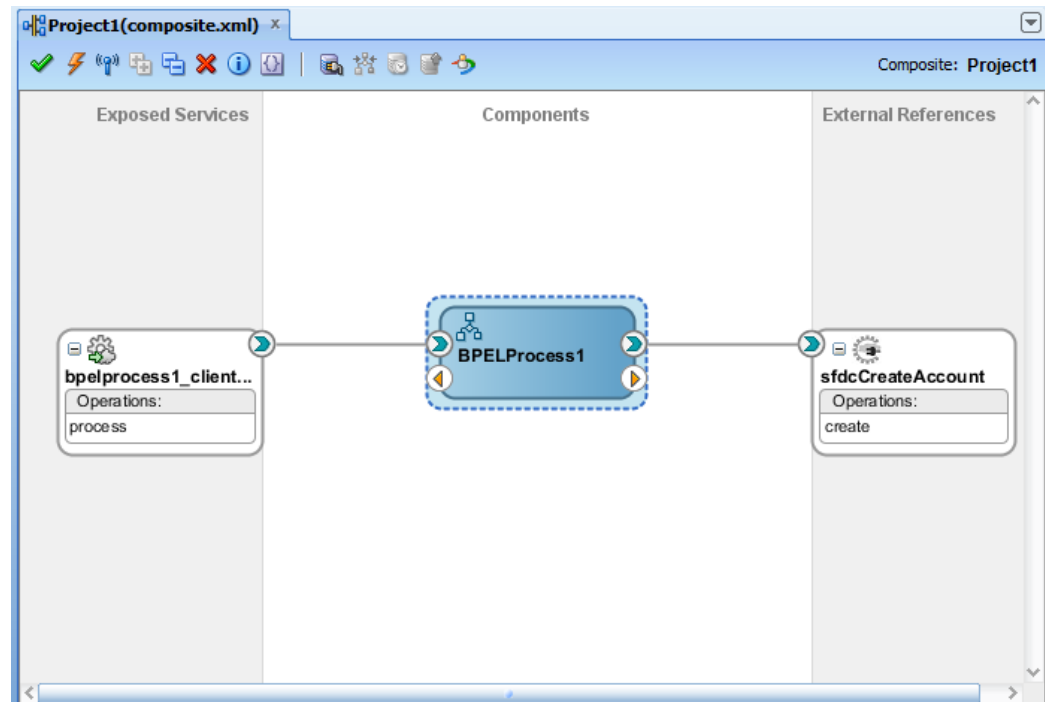 Project1(composite.xml)
Composite: Project1
Exposed Services
Components
External References
bpelprocess1_client...
Operations:
process
BPELProcess1
sfdcCreateAccount
Operations:
create